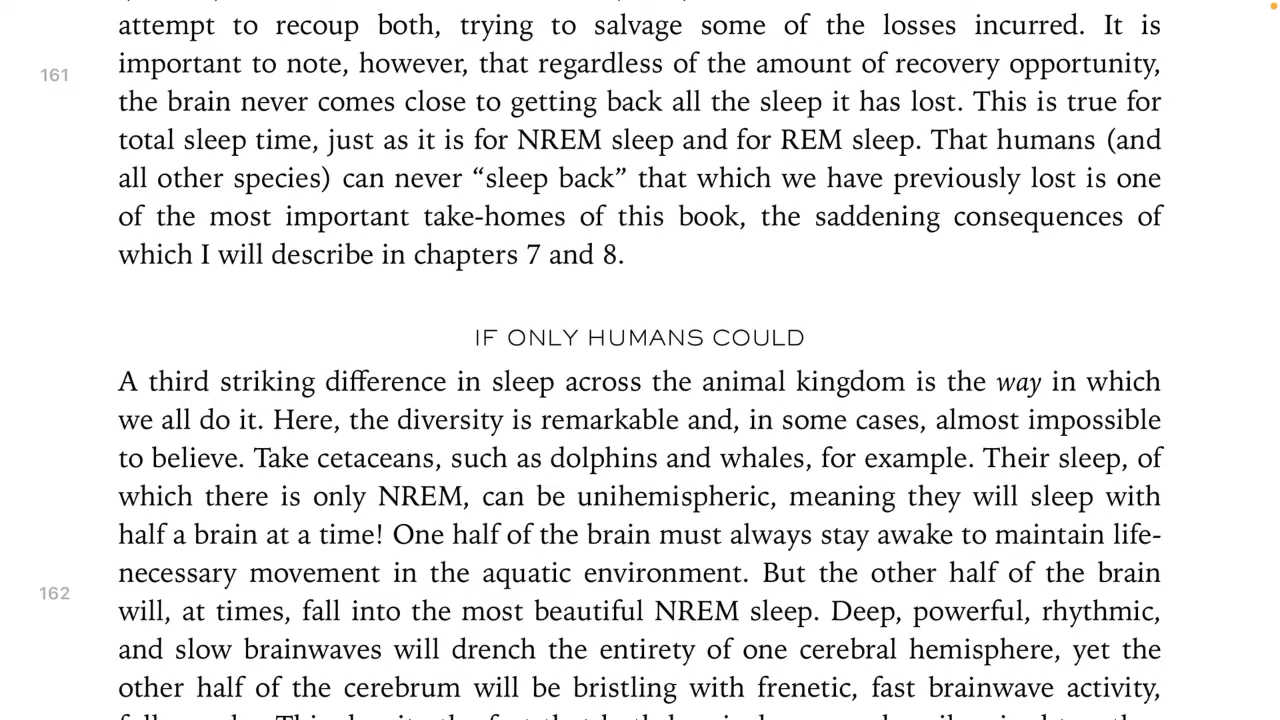 attempt to recoup both, trying to salvage some of the losses incurred. It is
161
important to note, however, that regardless of the amount of recovery opportunity,
the brain never comes close to getting back all the sleep it has lost. This is true for
total sleep time, just as it is for NREM sleep and for REM sleep. That humans (and
all other species) can never “sleep back” that which we have previously lost is one
of the most important take-homes of this book, the saddening consequences of
which I will describe in chapters 7 and 8.
IF ONLY HUMANS COULD
A third striking difference in sleep across the animal kingdom is the way in which
we all do it. Here, the diversity is remarkable and, in some cases, almost impossible
to believe. Take cetaceans, such as dolphins and whales, for example. Their sleep, of
which there is only NREM, can be unihemispheric, meaning they will sleep with
half a brain at a time! One half of the brain must always stay awake to maintain life-
necessary movement in the aquatic environment. But the other half of the brain
162
will, at times, fall into the most beautiful NREM sleep. Deep, powerful, rhythmic,
and slow brainwaves will drench the entirety of one cerebral hemisphere, yet the
other half of the cerebrum will be bristling with frenetic, fast brainwave activity,